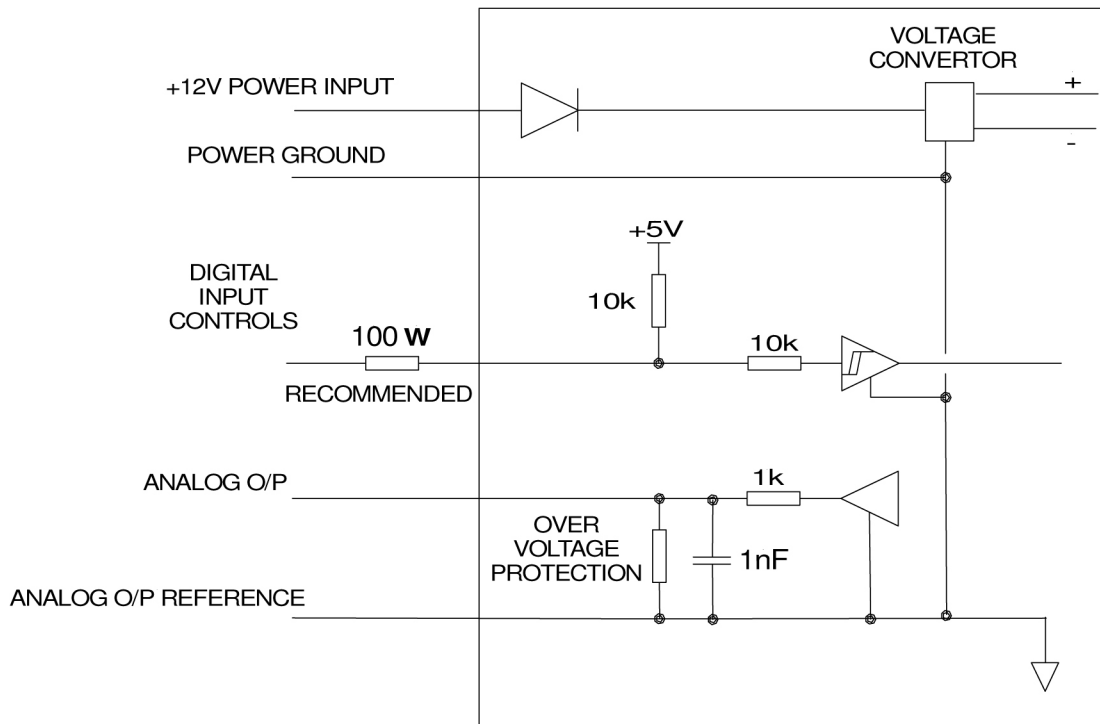 VOLTAGE
CONVERTOR
+12V POWER INPUT
+
-
POWER GROUND
+5V
DIGITAL
INPUT
CONTROLS
10k
100 W
10k
RECOMMENDED
ANALOG O/P
1k
OVER
VOLTAGE
PROTECTION
1nF
ANALOG O/P REFERENCE